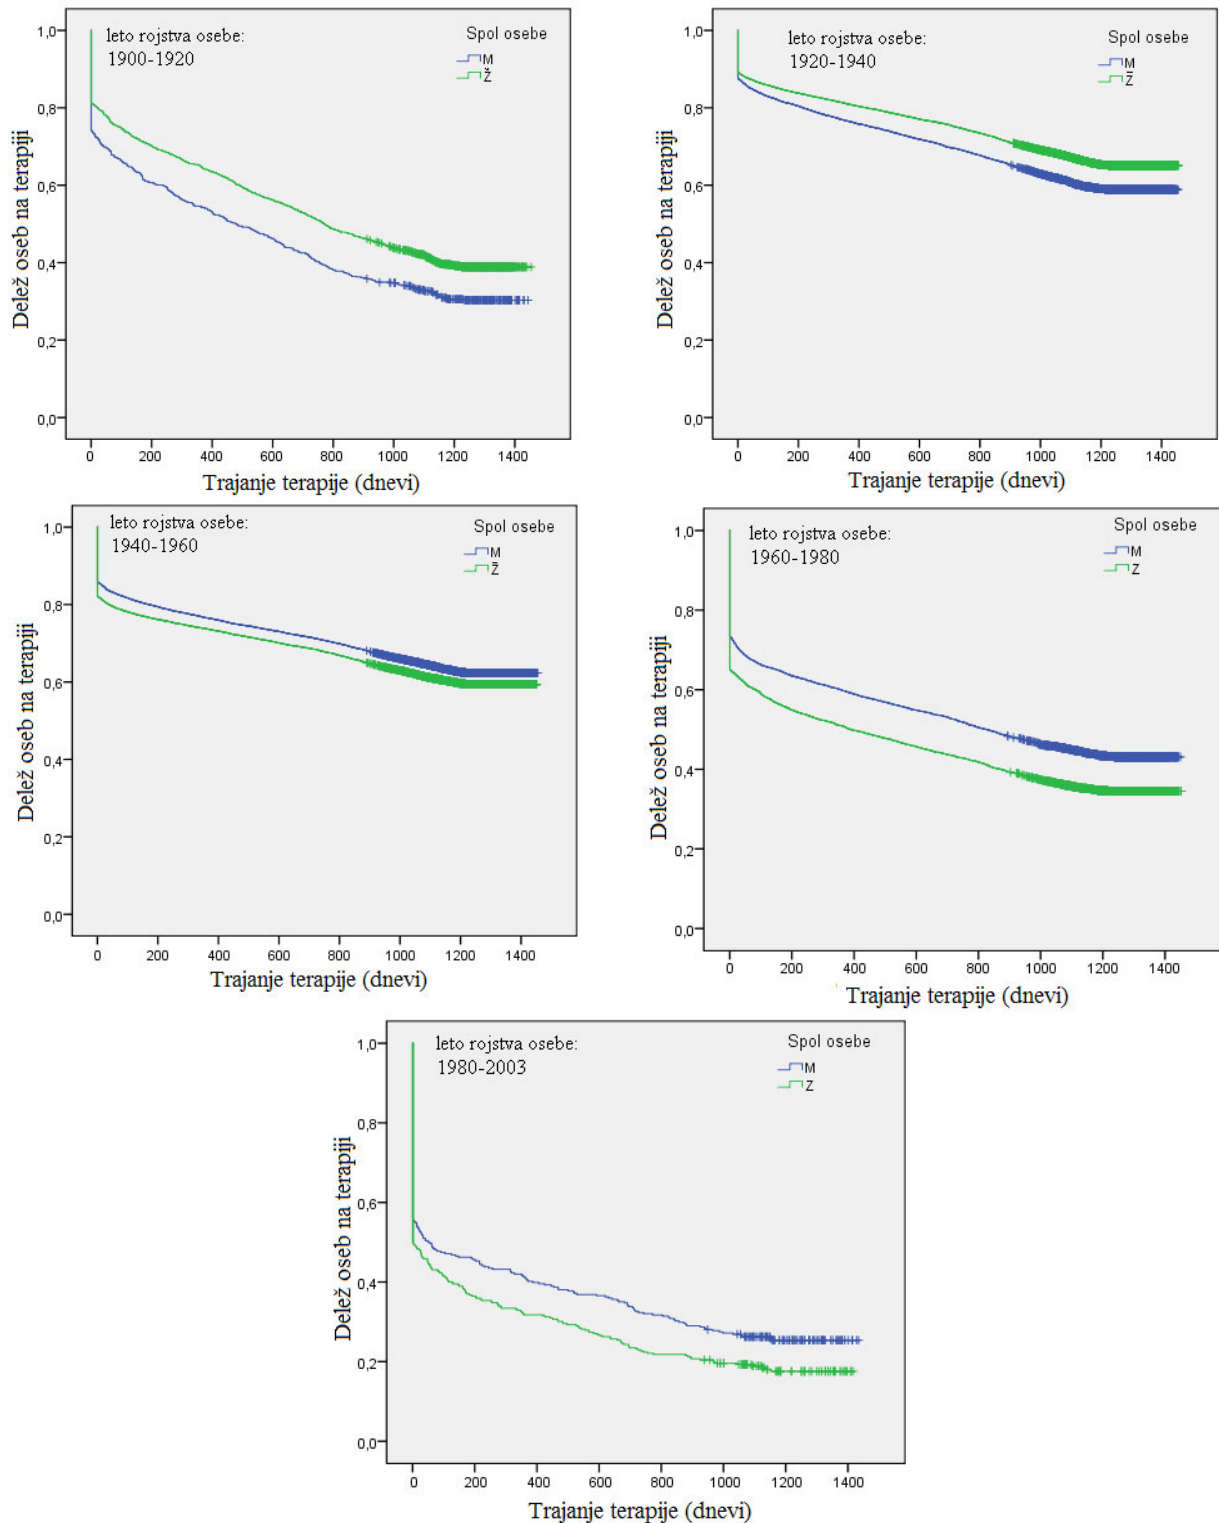 leto rojstva osebe:
1900-1920
Spol osebe
M
Ž
1,0
0,8
0,6
0,4
0,2
0,0
Delež oseb na terapiji
0 200 400 600 800 1000 1200 1400
Trajanje terapije (dnevi)
leto rojstva osebe:
1920-1940
Spol osebe
M
Ž
1,0
0,8
0,6
0,4
0,2
0,0
Delež oseb na terapiji
0 200 400 600 800 1000 1200 1400
Trajanje terapije (dnevi)
leto rojstva osebe:
1940-1960
Spol osebe
M
Ž
1,0
0,8
0,6
0,4
0,2
0,0
Delež oseb na terapiji
0 200 400 600 800 1000 1200 1400
Trajanje terapije (dnevi)
leto rojstva osebe:
1960-1980
Spol osebe
M
Z
1,0
0,8
0,6
0,4
0,2
0,0
Delež oseb na terapiji
0 200 400 600 800 1000 1200 1400
Trajanje terapije (dnevi)
leto rojstva osebe:
1980-2003
Spol osebe
M
Z
1,0
0,8
0,6
0,4
0,2
0,0
Delež oseb na terapiji
0 200 400 600 800 1000 1200 1400
Trajanje terapije (dnevi)